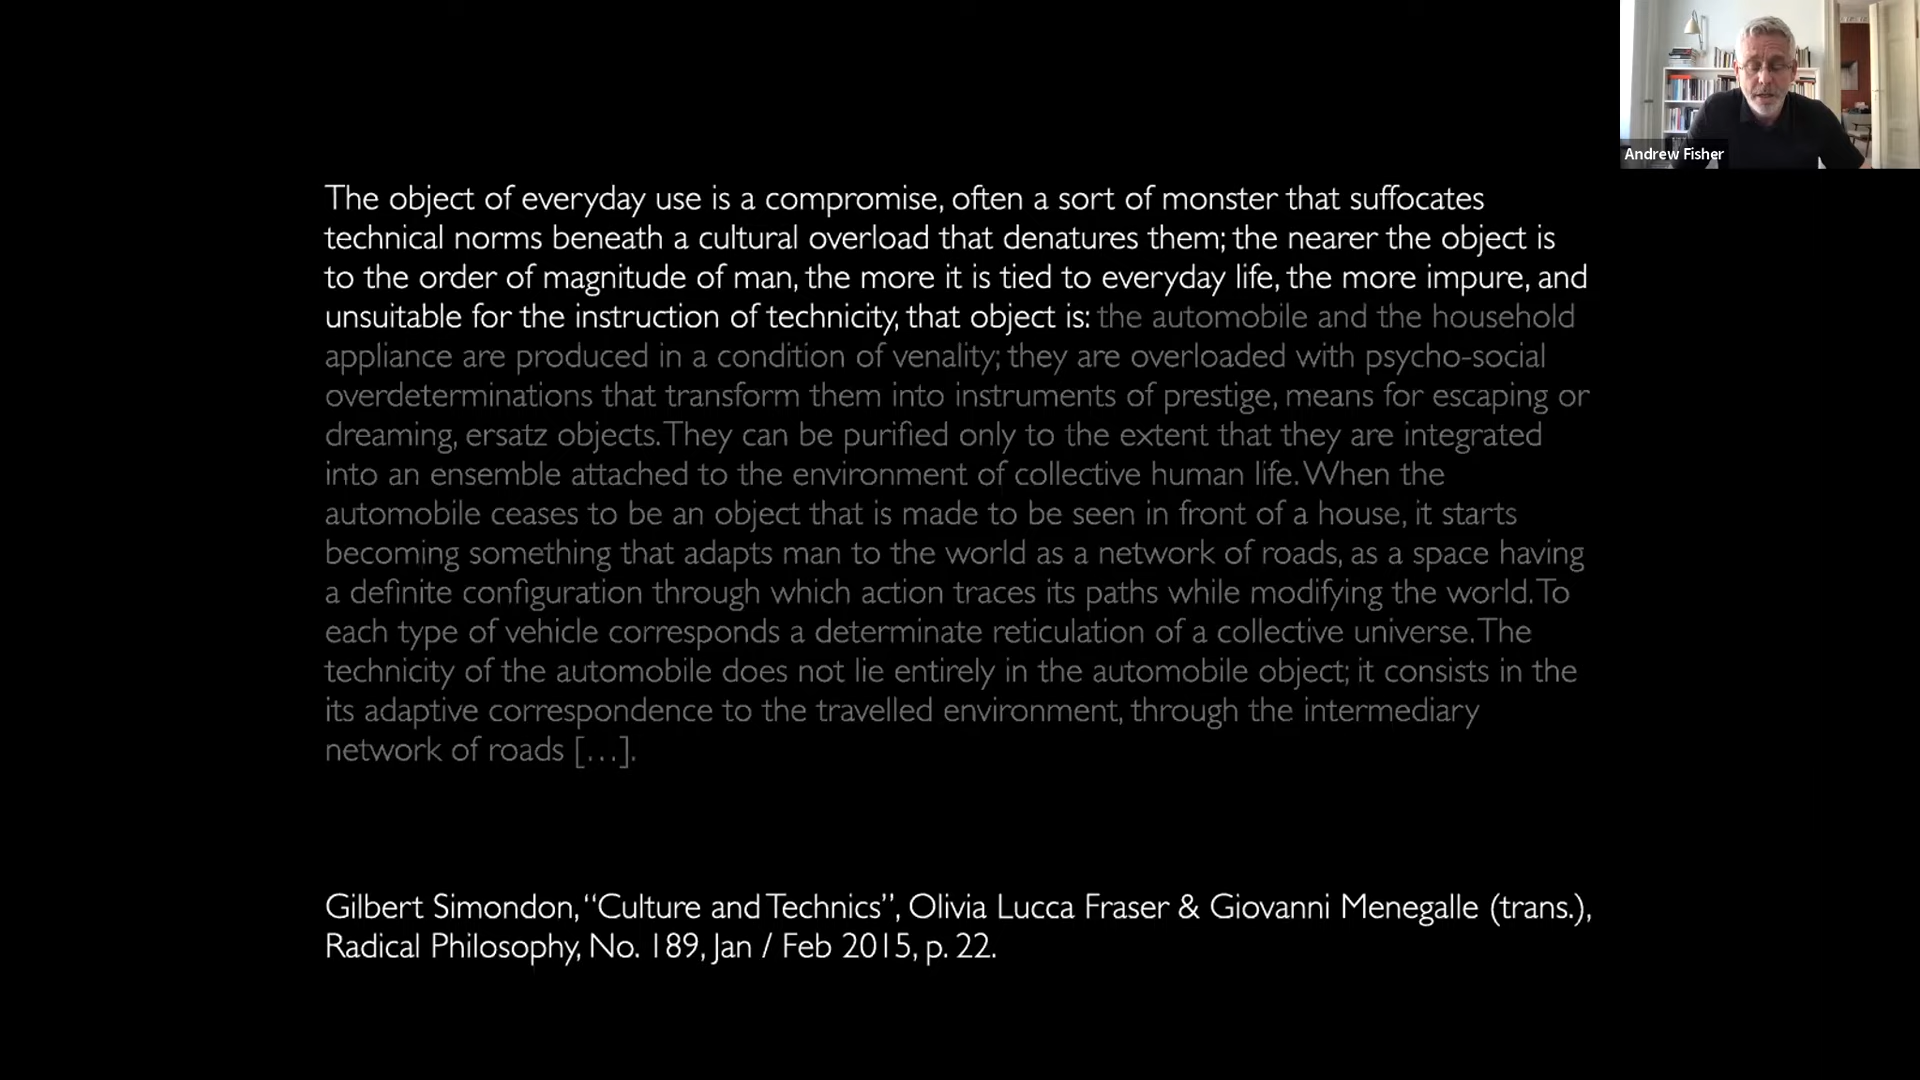 Andrew Fisher
The object of everyday use is a compromise, often a sort of monster that suffocates
technical norms beneath a cultural overload that denatures them; the nearer the object is
to the order of magnitude of man, the more it is tied to everyday life, the more impure, and
unsuitable for the instruction of technicity, that object is: the automobile and the household
appliance are produced in a condition of venality; they are overloaded with psycho-social
overdeterminations that transform them into instruments of prestige, means for escaping or
dreaming, ersatz objects. They can be purified only to the extent that they are integrated
into an ensemble attached to the environment of collective human life. When the
automobile ceases to be an object that is made to be seen in front of a house, it starts
becoming something that adapts man to the world as a network of roads, as a space having
a definite configuration through which action traces its paths while modifying the world. To
each type of vehicle corresponds a determinate reticulation of a collective universe. The
technicity of the automobile does not lie entirely in the automobile object; it consists in the
its adaptive correspondence to the travelled environment, through the intermediary
network of roads […].
Gilbert Simondon, “Culture and Technics”, Olivia Lucca Fraser & Giovanni Menegalle (trans.),
Radical Philosophy, No. 189, Jan / Feb 2015, p. 22.